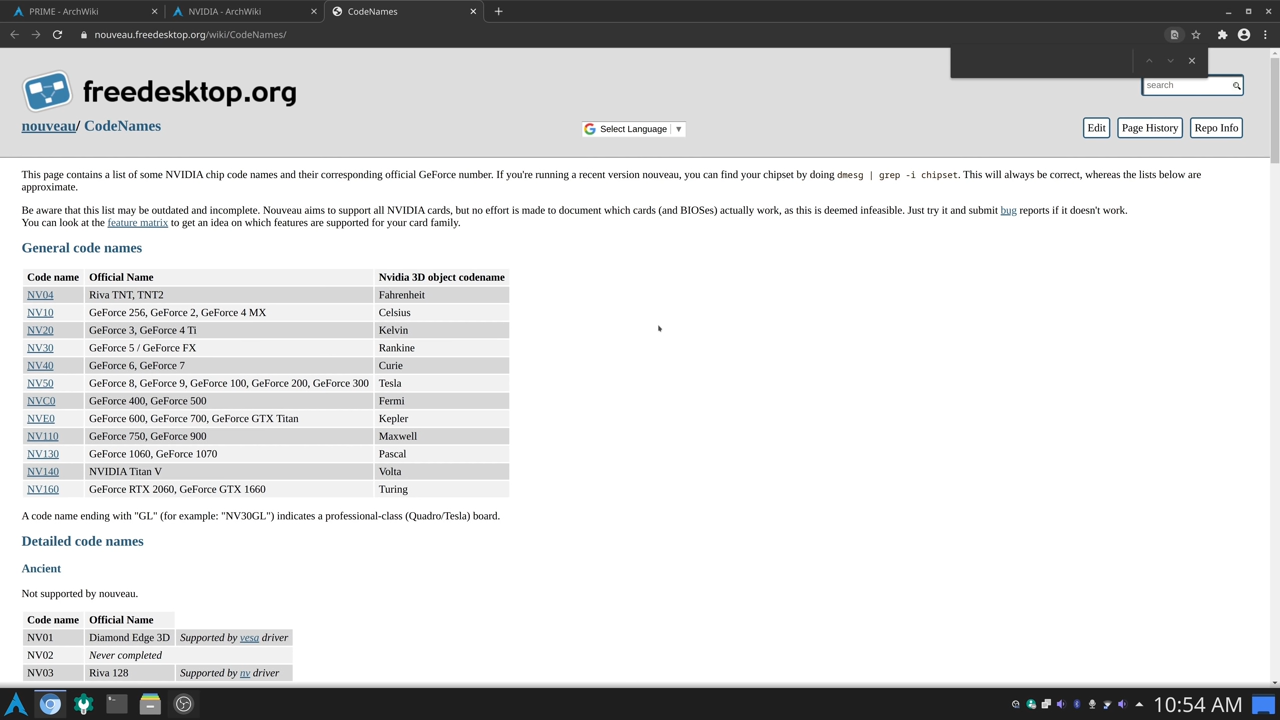 PRIME - ArchWiki
NVIDIA - ArchWiki
CodeNames
nouveau.freedesktop.org/wiki/CodeNames/
freedesktop.org
search
nouveau/ CodeNames
Select Language ▼
Edit
Page History
Repo Info
This page contains a list of some NVIDIA chip code names and their corresponding official GeForce number. If you're running a recent version nouveau, you can find your chipset by doing dmesg | grep -i chipset. This will always be correct, whereas the lists below are
approximate.
Be aware that this list may be outdated and incomplete. Nouveau aims to support all NVIDIA cards, but no effort is made to document which cards (and BIOSes) actually work, as this is deemed infeasible. Just try it and submit bug reports if it doesn't work.
You can look at the feature matrix to get an idea on which features are supported for your card family.
General code names
Code name Official Name Nvidia 3D object codename
NV04 Riva TNT, TNT2 Fahrenheit
NV10 GeForce 256, GeForce 2, GeForce 4 MX Celsius
NV20 GeForce 3, GeForce 4 Ti Kelvin
NV30 GeForce 5 / GeForce FX Rankine
NV40 GeForce 6, GeForce 7 Curie
NV50 GeForce 8, GeForce 9, GeForce 100, GeForce 200, GeForce 300 Tesla
NVC0 GeForce 400, GeForce 500 Fermi
NVE0 GeForce 600, GeForce 700, GeForce GTX Titan Kepler
NV110 GeForce 750, GeForce 900 Maxwell
NV130 GeForce 1060, GeForce 1070 Pascal
NV140 NVIDIA Titan V Volta
NV160 GeForce RTX 2060, GeForce GTX 1660 Turing
A code name ending with "GL" (for example: "NV30GL") indicates a professional-class (Quadro/Tesla) board.
Detailed code names
Ancient
Not supported by nouveau.
Code name Official Name
NV01 Diamond Edge 3D Supported by vesa driver
NV02 Never completed
NV03 Riva 128 Supported by nv driver
10:54 AM